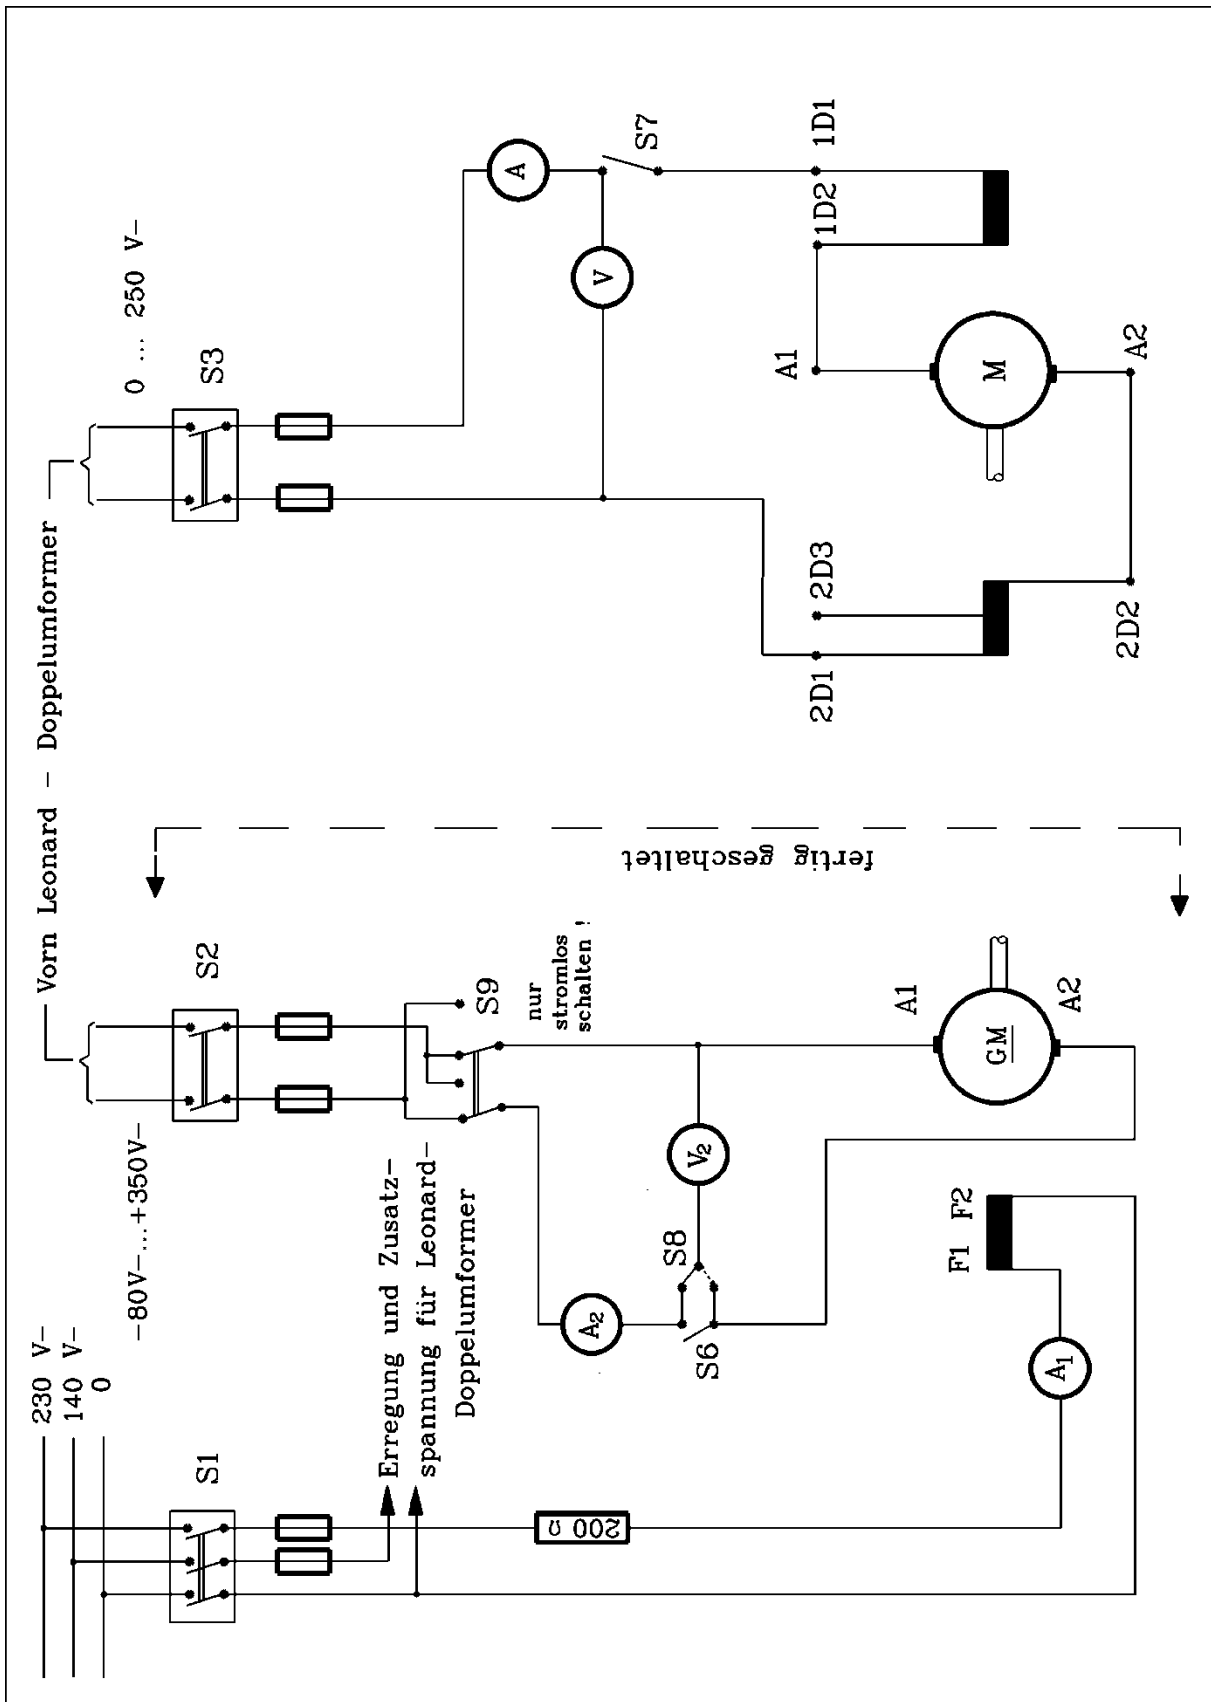 230 V-
140 V-
0
Vorn Leonard - Doppelumformer
-80V-...+350V-
0 ... 250 V-
S1
S2
S3
Erregung und Zusatz-
spannung für Leonard-
Doppelumformer
S9
nur
stromlos
schalten !
fertig geschaltet
200 Ω
A2
S6
S8
V2
A1
F1
F2
A1
GM
A2
A
V
S7
1D1
1D2
A1
M
A2
2D3
2D1
2D2